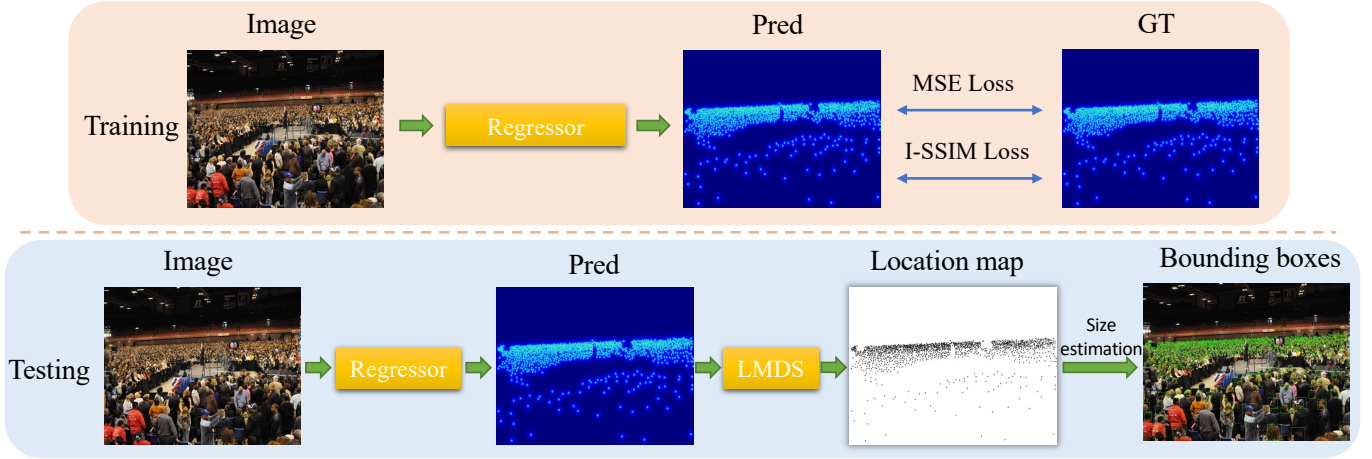 Image
Pred
GT
Training
Regressor
MSE Loss
I-SSIM Loss
Image
Pred
Location map
Bounding boxes
Testing
Regressor
LMDS
Size
estimation